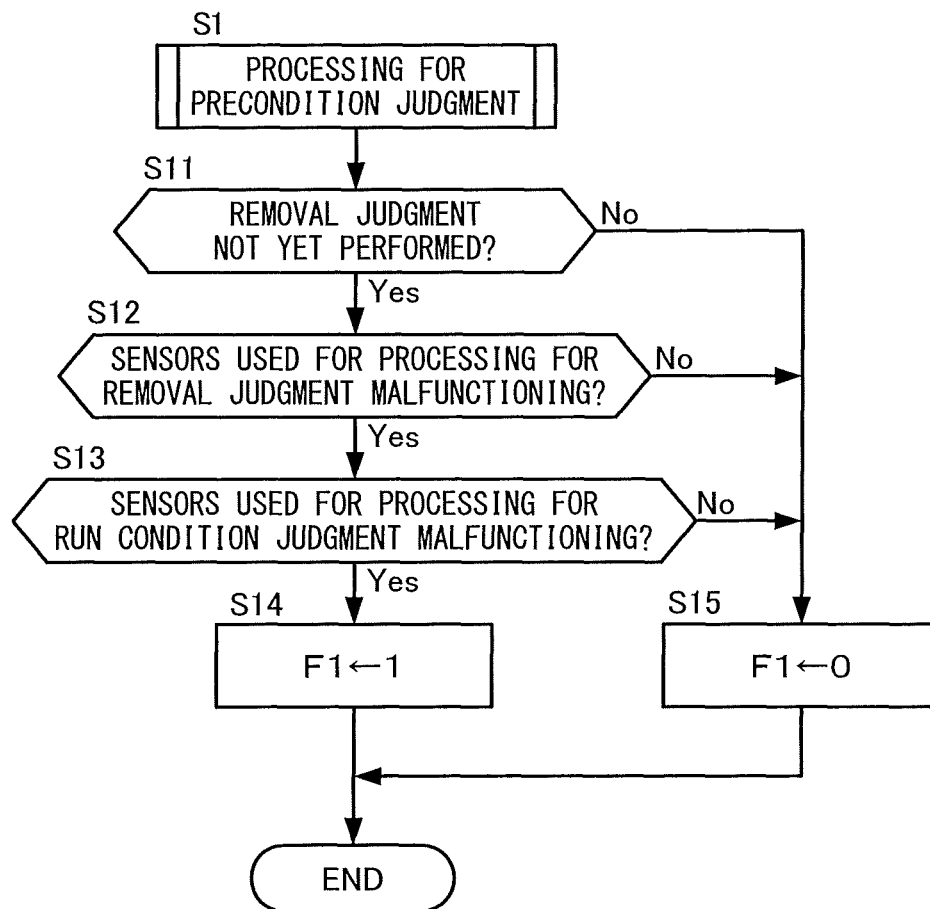 S1
PROCESSING FOR
PRECONDITION JUDGMENT
S11
REMOVAL JUDGMENT
NOT YET PERFORMED?
No
Yes
S12
SENSORS USED FOR PROCESSING FOR
REMOVAL JUDGMENT MALFUNCTIONING?
No
Yes
S13
SENSORS USED FOR PROCESSING FOR
RUN CONDITION JUDGMENT MALFUNCTIONING?
No
Yes
S14
F1←1
S15
F1←0
END